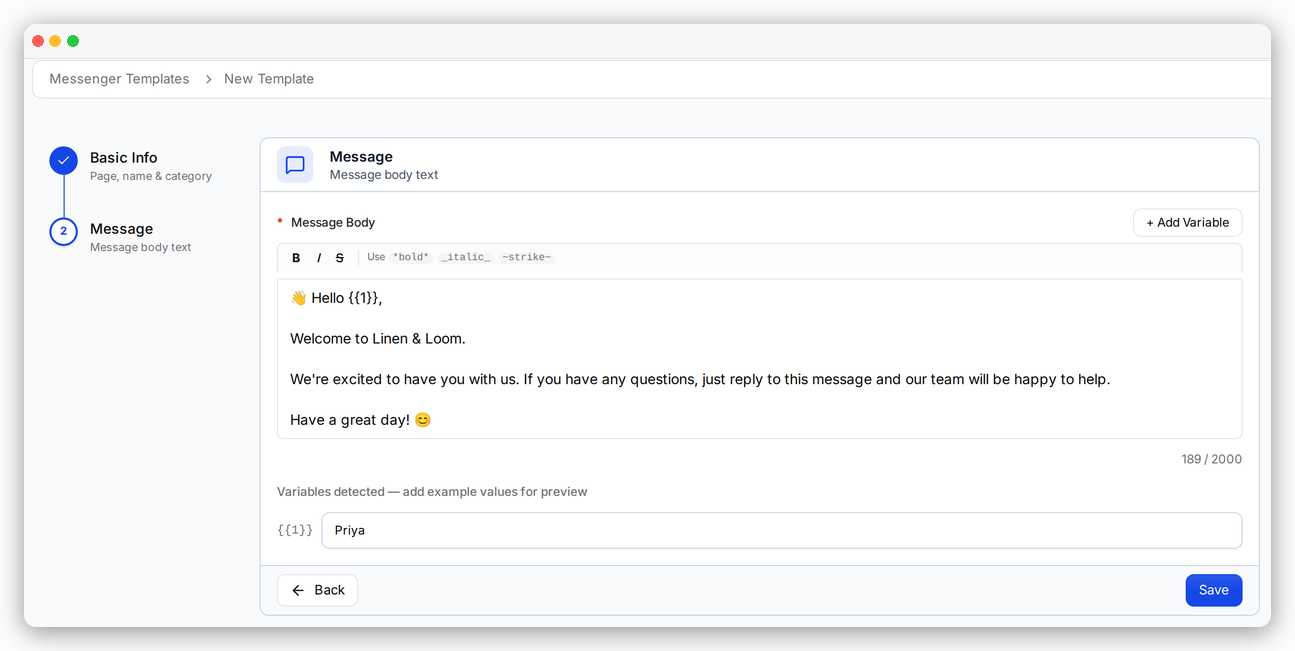 Messenger Templates > New Template
Basic Info
Page, name & category
2
Message
Message body text
Message
Message body text
* Message Body
+ Add Variable
B I S Use *bold* _italic_ ~strike~
👋 Hello {{1}},
Welcome to Linen & Loom.
We're excited to have you with us. If you have any questions, just reply to this message and our team will be happy to help.
Have a great day! 😊
189 / 2000
Variables detected — add example values for preview
{{1}} Priya
← Back
Save